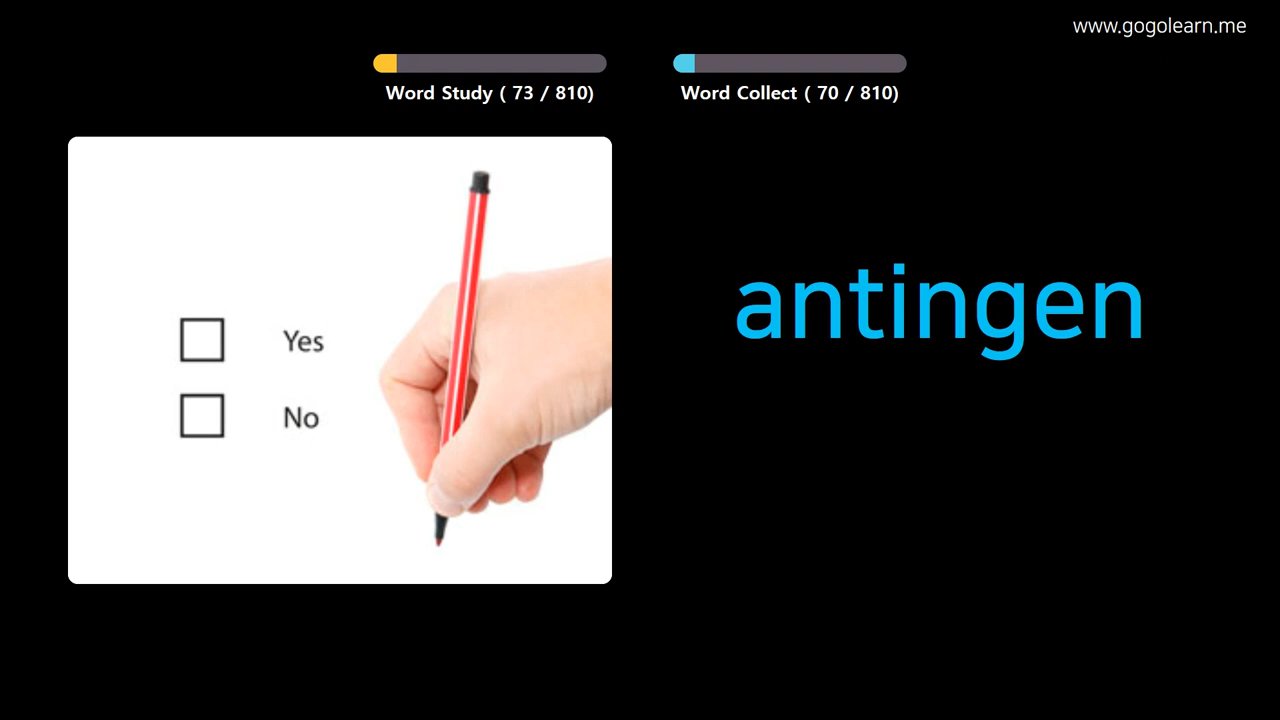 www.gogolearn.me
Word Study ( 73 / 810)
Word Collect ( 70 / 810)
Yes
No
antingen